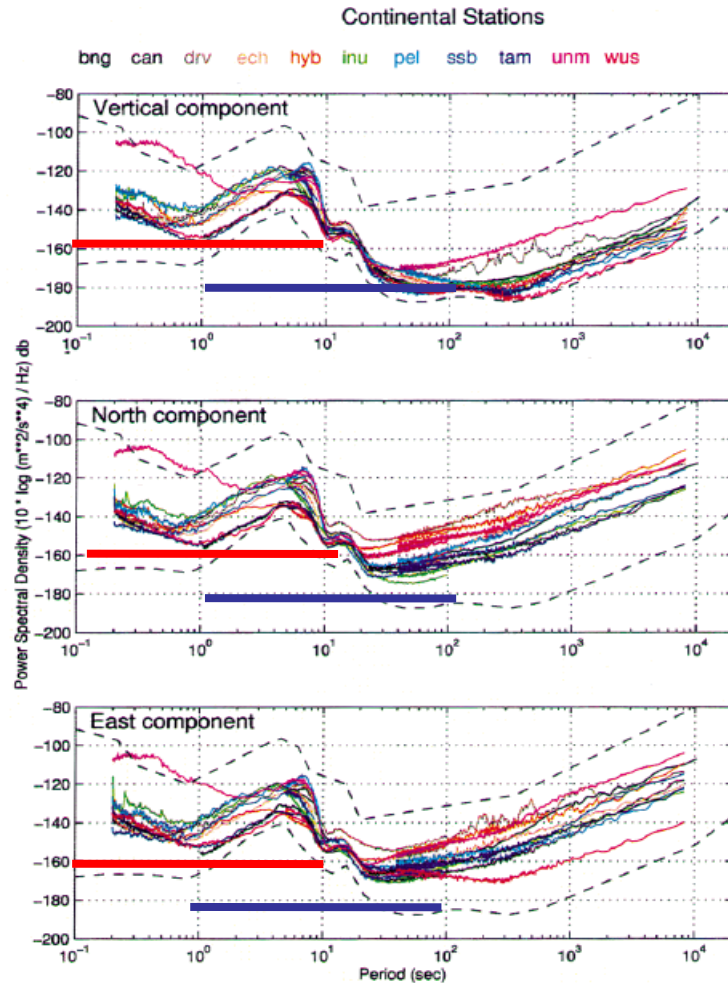 Continental Stations
bng can drv ech hyb inu pel ssb tam unm wus
Power Spectral Density (10 * log (m**2/s**4) / Hz) db
Vertical component
−80
−100
−120
−140
−160
−180
−200
10−1 100 101 102 103 104
North component
−80
−100
−120
−140
−160
−180
−200
10−1 100 101 102 103 104
East component
−80
−100
−120
−140
−160
−180
−200
10−1 100 101 102 103 104
Period (sec)